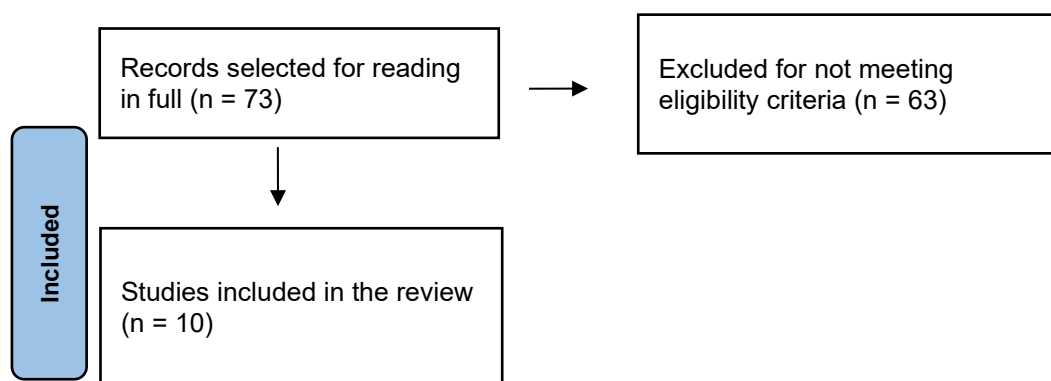 Records selected for reading
in full (n = 73)
Excluded for not meeting
eligibility criteria (n = 63)
Included
Studies included in the review
(n = 10)